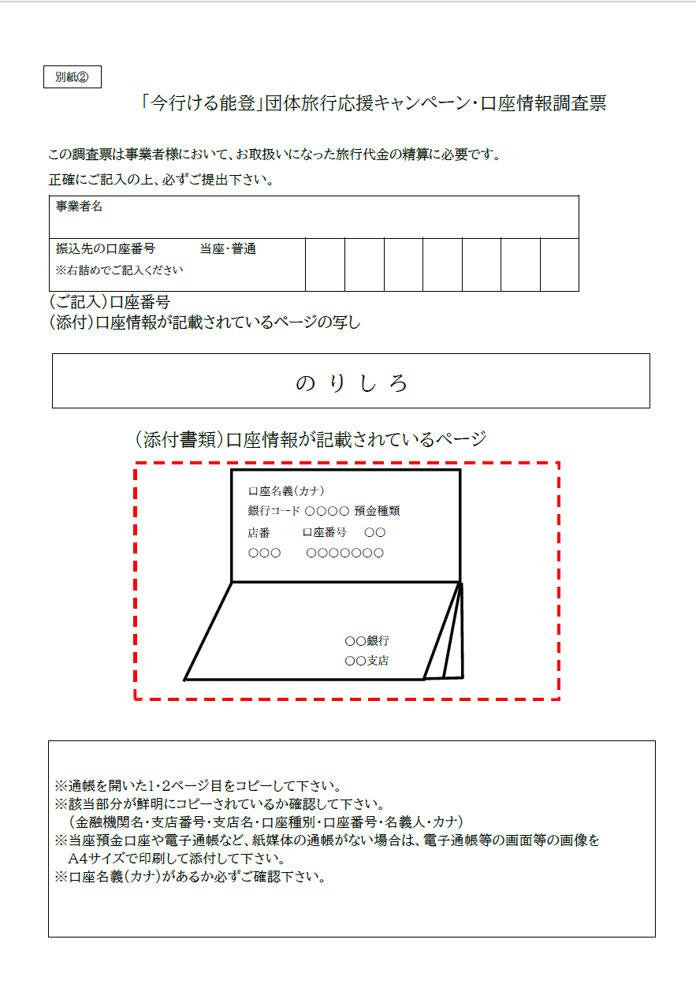 別紙②
「今行ける能登」団体旅行応援キャンペーン・口座情報調査票
この調査票は事業者様において、お取扱いになった旅行代金の精算に必要です。
正確にご記入の上、必ずご提出下さい。
事業者名
振込先の口座番号 当座・普通
※右詰めでご記入ください
（ご記入）口座番号
（添付）口座情報が記載されているページの写し
のりしろ
（添付書類）口座情報が記載されているページ
口座名義（カナ）
銀行コード 〇〇〇〇 預金種類
店番 口座番号 〇〇
〇〇〇 〇〇〇〇〇〇〇
〇〇銀行
〇〇支店
※通帳を開いた1・2ページ目をコピーして下さい。
※該当部分が鮮明にコピーされているか確認して下さい。
（金融機関名・支店番号・支店名・口座種別・口座番号・名義人・カナ）
※当座預金口座や電子通帳など、紙媒体の通帳がない場合は、電子通帳等の画面等の画像を
A4サイズで印刷して添付して下さい。
※口座名義（カナ）があるか必ずご確認下さい。